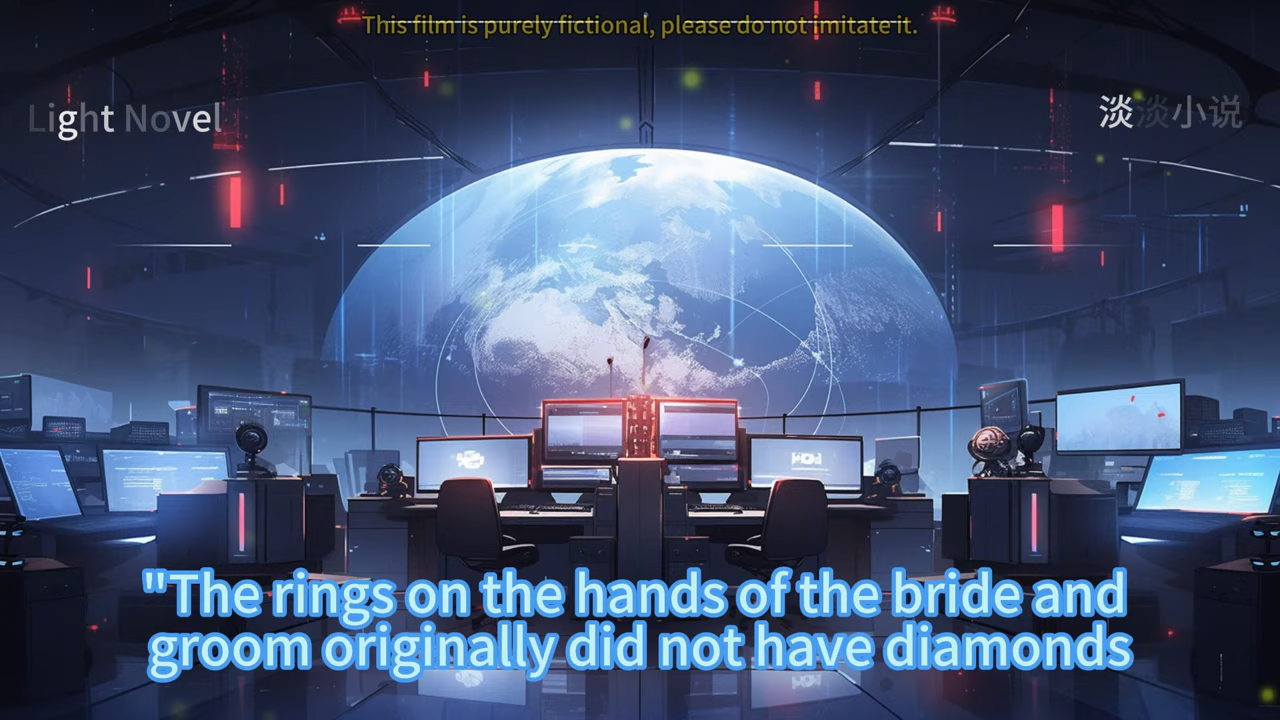 This film is purely fictional, please do not imitate it.
Light Novel
淡淡小说
"The rings on the hands of the bride and
groom originally did not have diamonds